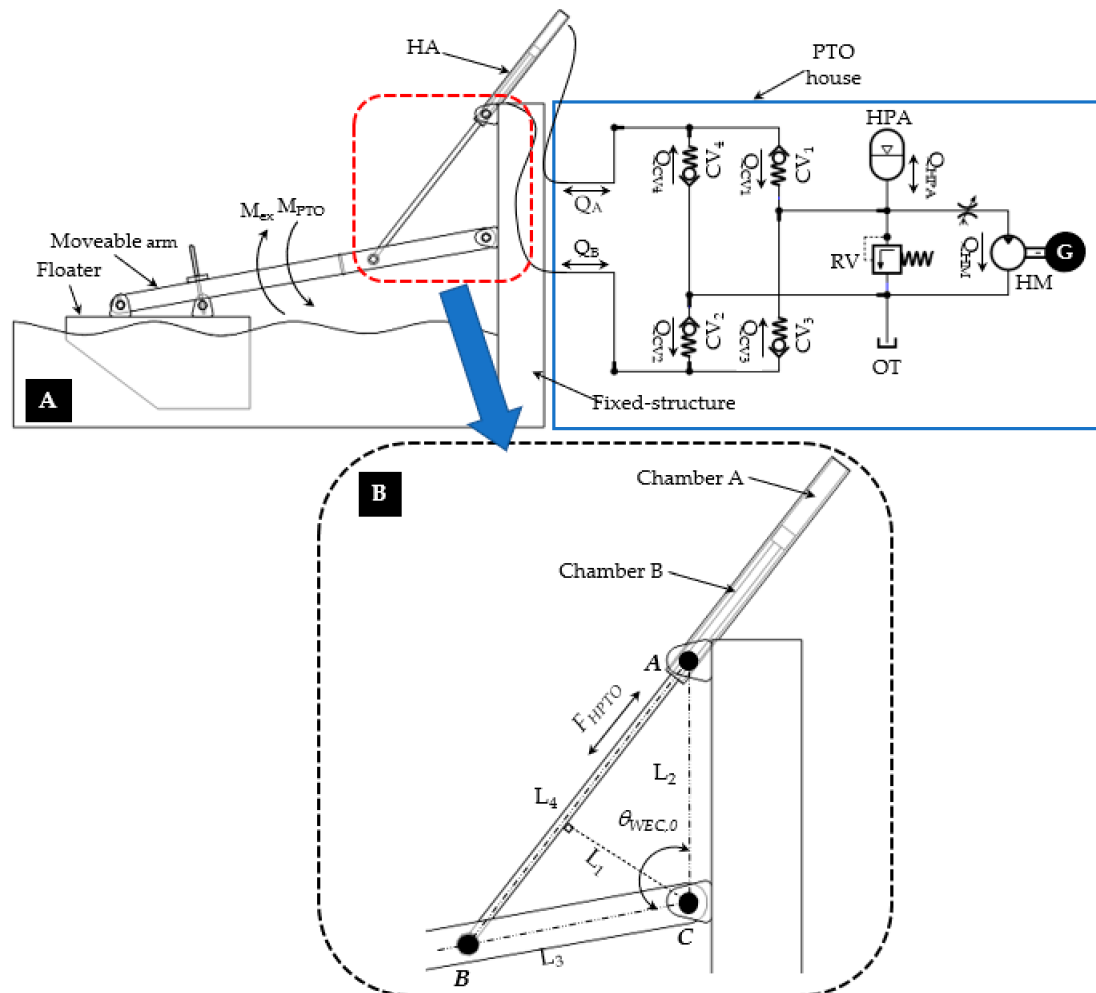 HA
PTO
house
HPA
CV4
QCV4
CV1
QCV1
QHPA
QA
Mex
MPTO
Moveable arm
Floater
QB
RV
QHM
HM
G
CV2
QCV2
CV3
QCV3
OT
A
Fixed-structure
B
Chamber A
Chamber B
A
FHPTO
L2
L4
θWEC,0
L1
C
B
L3